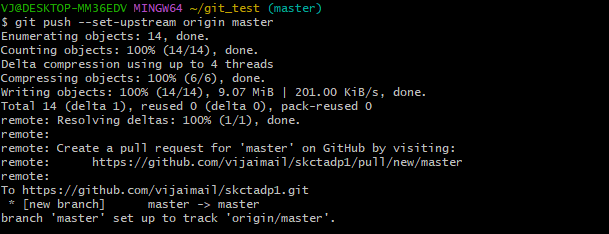 VJ@DESKTOP-MM36EDV MINGW64 ~/git_test (master)
$ git push --set-upstream origin master
Enumerating objects: 14, done.
Counting objects: 100% (14/14), done.
Delta compression using up to 4 threads
Compressing objects: 100% (6/6), done.
Writing objects: 100% (14/14), 9.07 MiB | 201.00 KiB/s, done.
Total 14 (delta 1), reused 0 (delta 0), pack-reused 0
remote: Resolving deltas: 100% (1/1), done.
remote:
remote: Create a pull request for 'master' on GitHub by visiting:
remote:      https://github.com/vijaimail/skctadp1/pull/new/master
remote:
To https://github.com/vijaimail/skctadp1.git
 * [new branch]      master -> master
branch 'master' set up to track 'origin/master'.